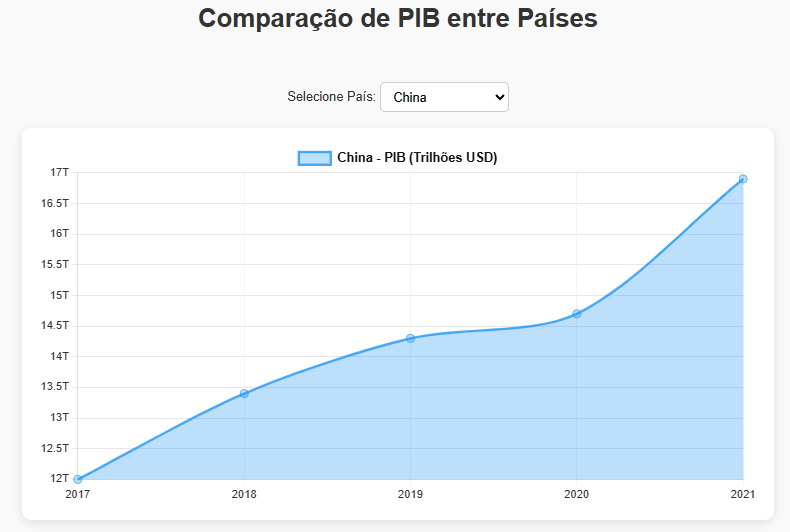 Comparação de PIB entre Países
Selecione País: China
China - PIB (Trilhões USD)
17T
16.5T
16T
15.5T
15T
14.5T
14T
13.5T
13T
12.5T
12T
2017 2018 2019 2020 2021